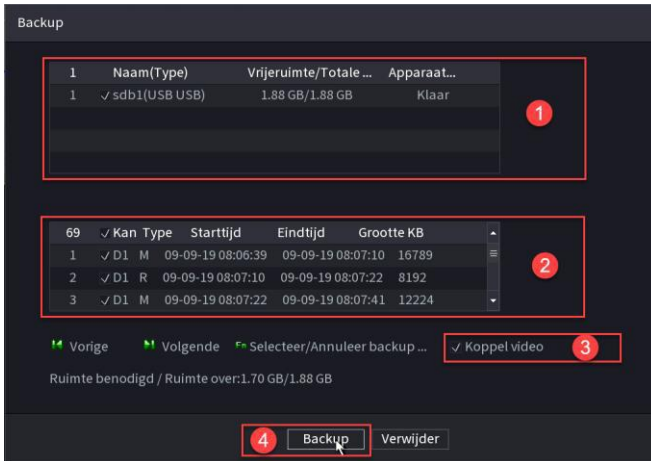 Backup
1 Naam(Type) Vrijeruimte/Totale ... Apparaat...
1 sdb1(USB USB) 1.88 GB/1.88 GB Klaar
1
69 Kan Type Starttijd Eindtijd Grootte KB
1 D1 M 09-09-19 08:06:39 09-09-19 08:07:10 16789
2
2 D1 R 09-09-19 08:07:10 09-09-19 08:07:22 8192
3 D1 M 09-09-19 08:07:22 09-09-19 08:07:41 12224
Vorige Volgende Fn Selecteer/Annuleer backup ... Koppel video 3
Ruimte benodigd / Ruimte over:1.70 GB/1.88 GB
4 Backup Verwijder